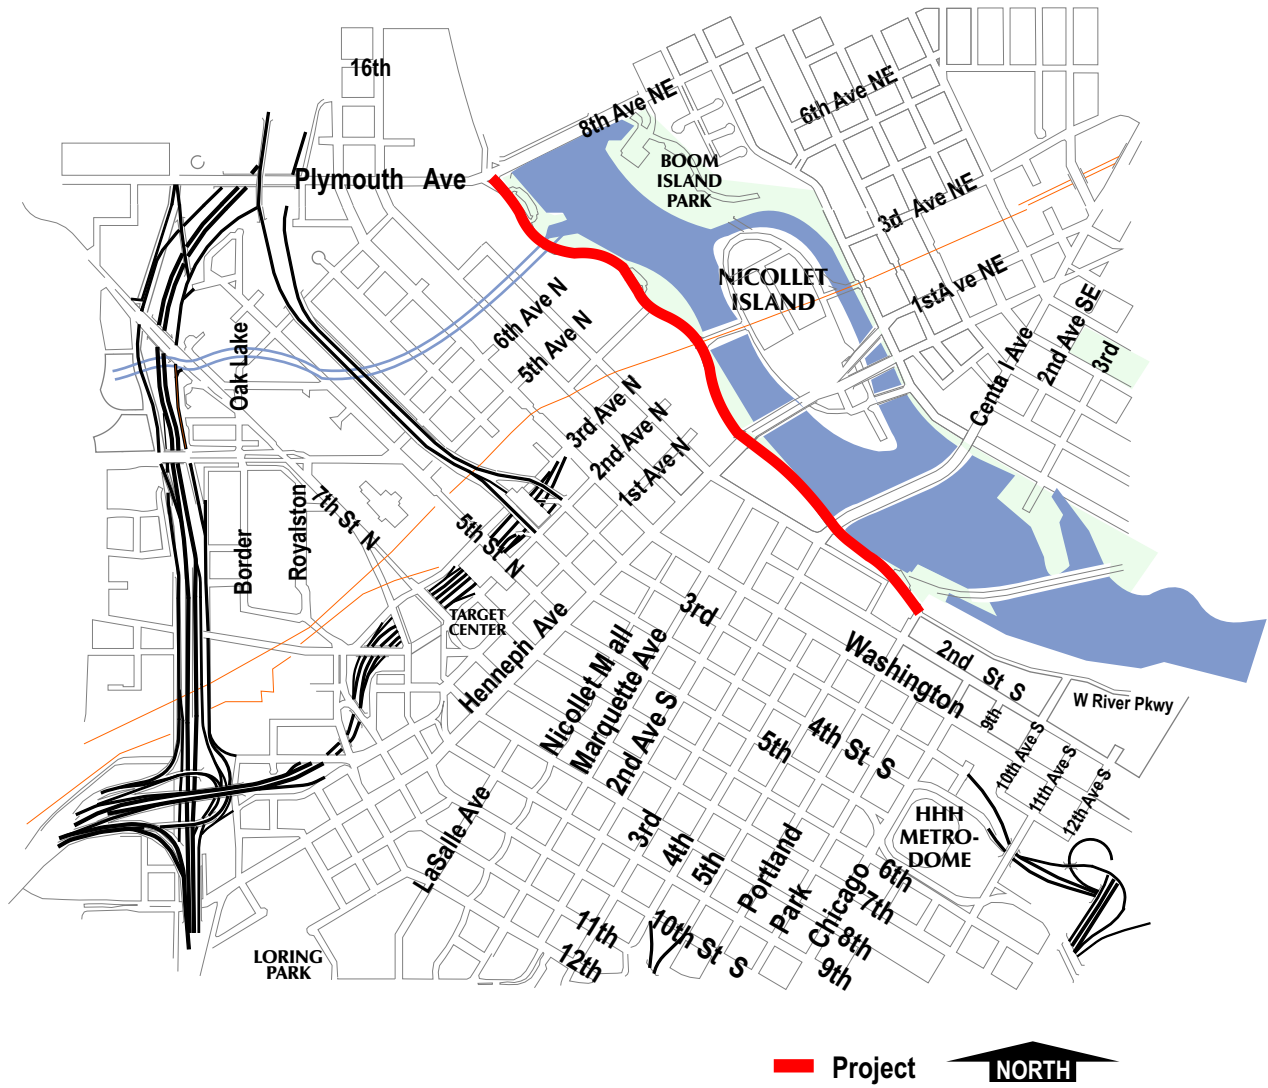 16th
8th Ave NE
6th Ave NE
Plymouth Ave
BOOM
ISLAND
PARK
3d Ave NE
NICOLLET
ISLAND
1stA ve NE
6th Ave N
5th Ave N
Oak Lake
2nd Ave SE
3rd
Centa l Ave
3rd Ave N
2nd Ave N
1st Ave N
7th St N
Royalston
Border
5th St N
TARGET
CENTER
Hennepin Ave
3rd
Nicollet M all
Marquette Ave
2nd Ave S
Washington
2nd St S
W River Pkwy
9th
10th Ave S
11th Ave S
12th Ave S
5th
4th St S
LaSalle Ave
3rd
4th
5th
Portland
Park
Chicago
HHH
METRO-
DOME
6th
7th
8th
9th
11th
12th
10th St S
LORING
PARK
Project
NORTH